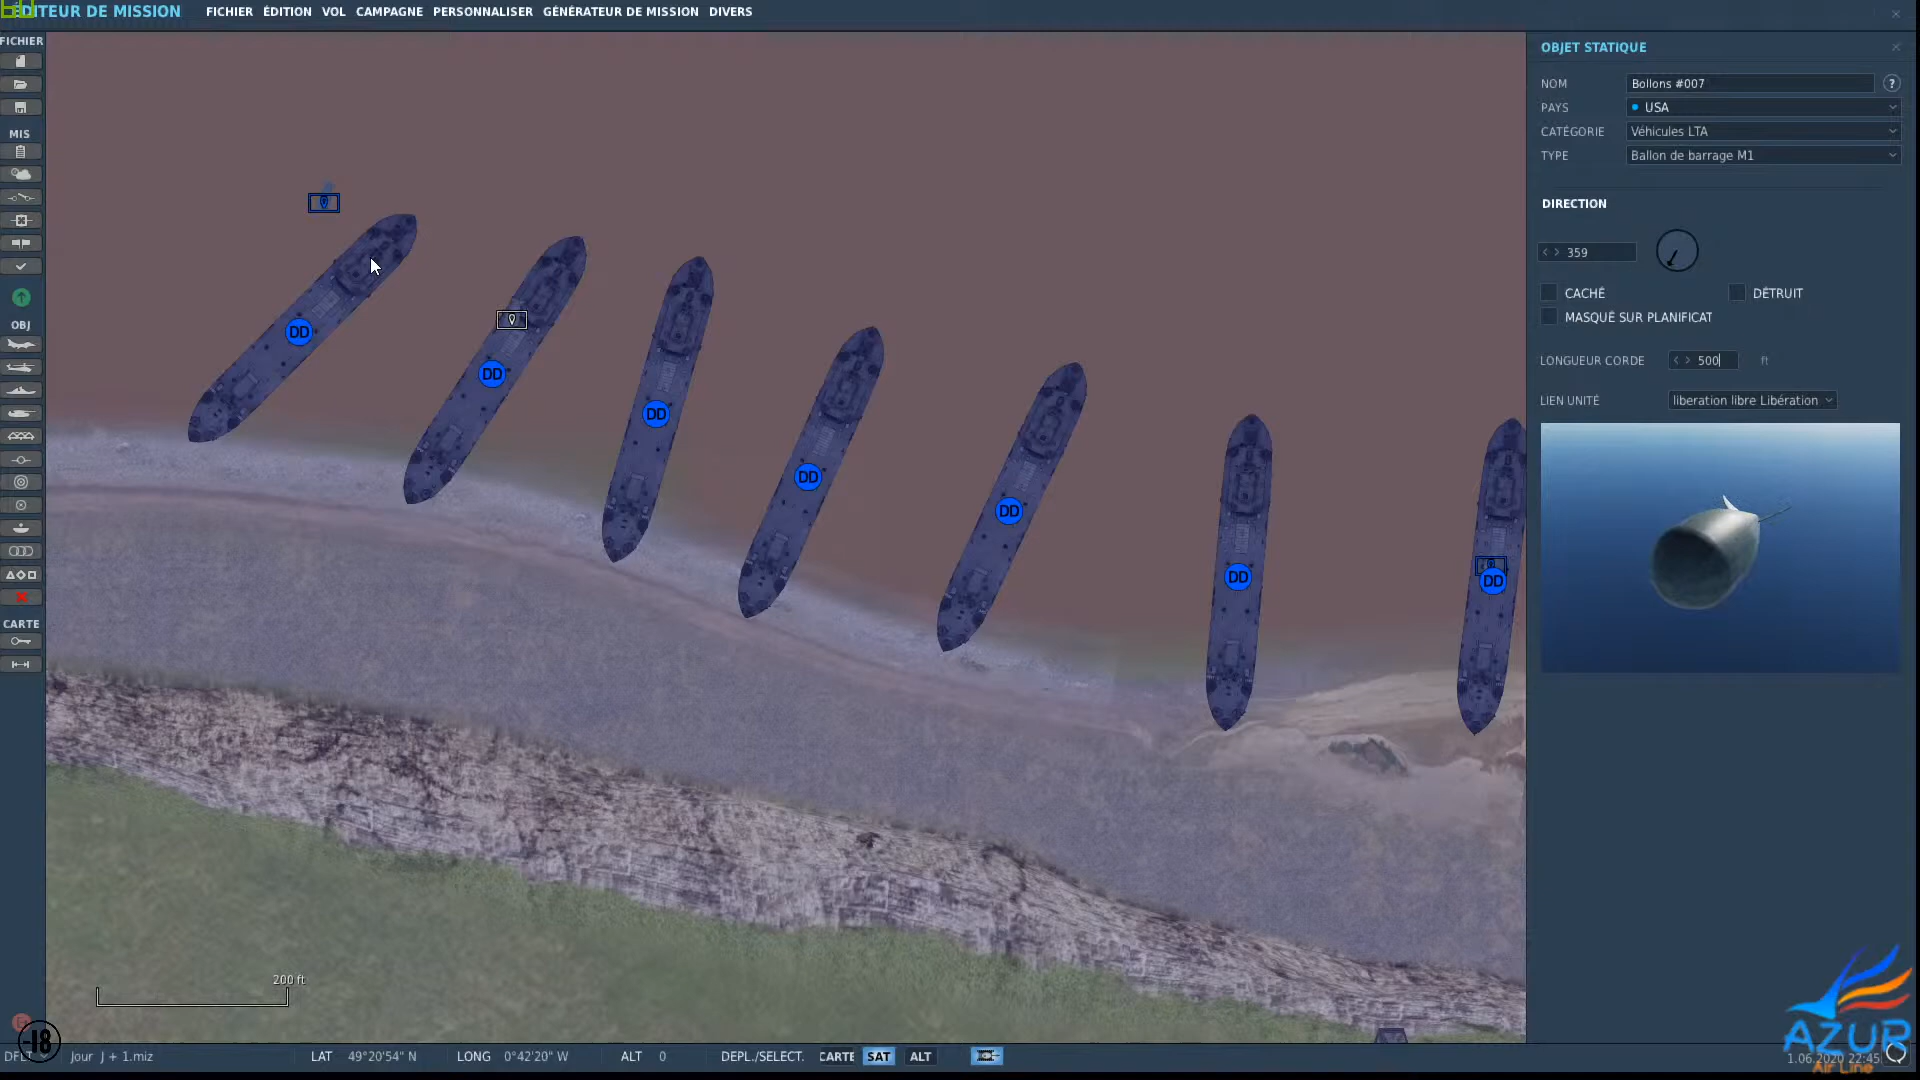 ÉDITEUR DE MISSION
FICHIER ÉDITION VOL CAMPAGNE PERSONNALISER GÉNÉRATEUR DE MISSION DIVERS
FICHIER
MIS
OBJ
CARTE
DD
DD
DD
DD
DD
DD
DD
200 ft
OBJET STATIQUE
NOM Bollons #007 ?
PAYS USA
CATÉGORIE Véhicules LTA
TYPE Ballon de barrage M1
DIRECTION
359
CACHÉ DÉTRUIT
MASQUÉ SUR PLANIFICAT
LONGUEUR CORDE 500 ft
LIEN UNITÉ liberation libre Libération
-18
Jour J + 1.miz LAT 49°20'54" N LONG 0°42'20" W ALT 0 DEPL./SELECT. CARTE SAT ALT
1.06.2020 22:45
AZUR
Air Line